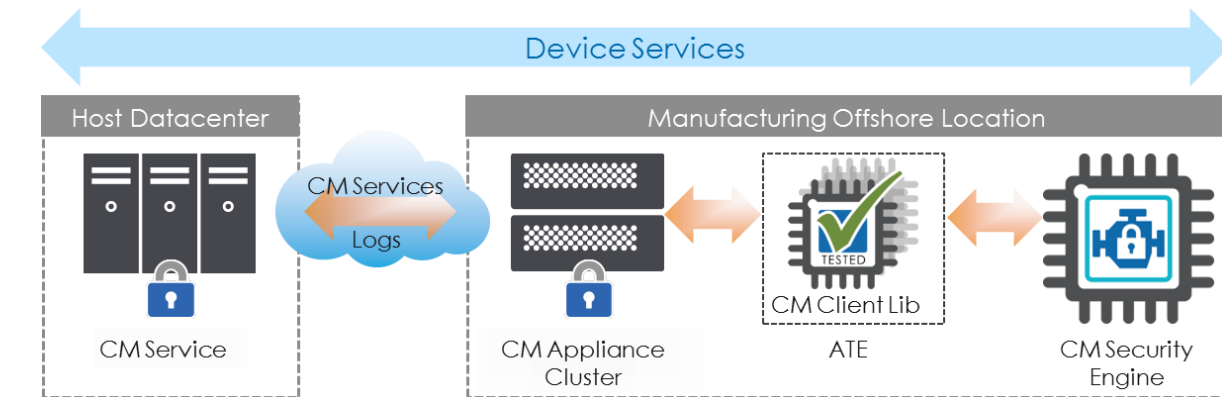 Device Services
Host Datacenter
Manufacturing Offshore Location
CM Services
Logs
TESTED
CM Client Lib
CM Service
CM Appliance
Cluster
ATE
CM Security
Engine